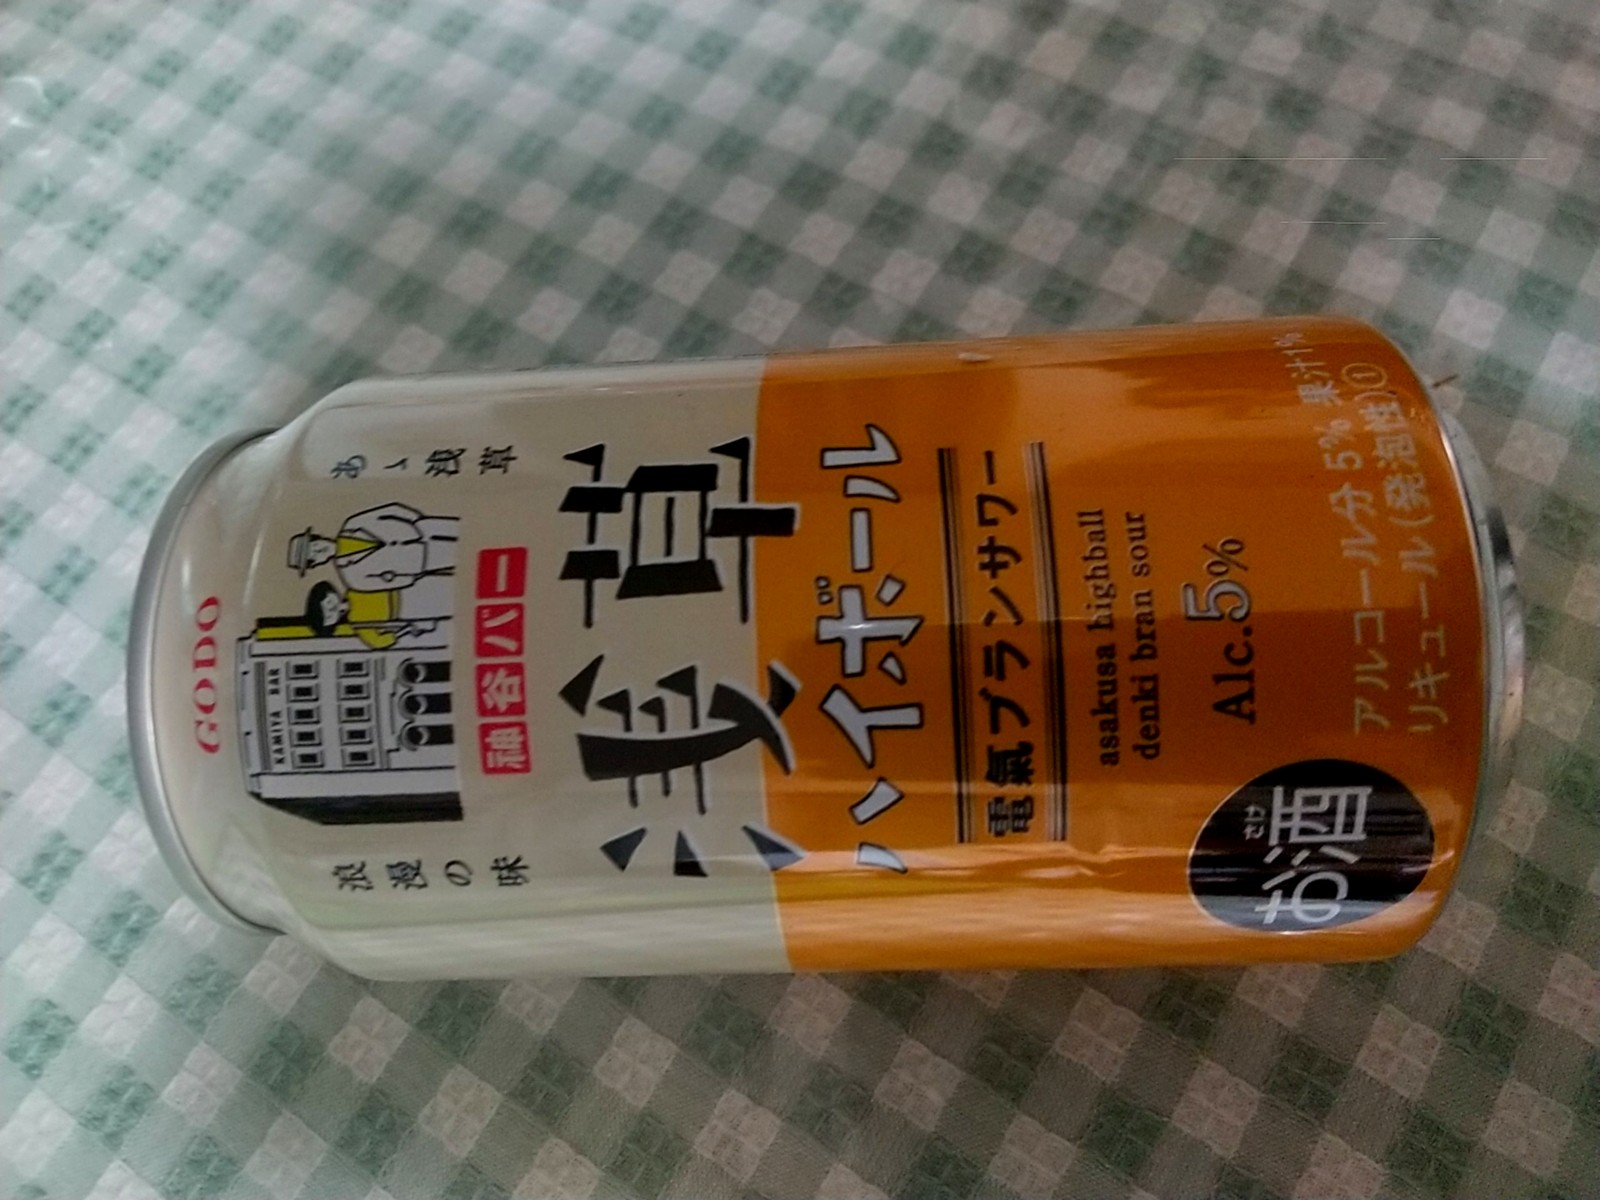 GODO
あゝ浅草
浪漫の味
KAMIYA BAR
神谷バー
浅草
ハイボール
電氣ブランサワー
asakusa highball
denki bran sour
Alc.5%
さけ
お酒
アルコール分5% 果汁1%
リキュール(発泡性)①